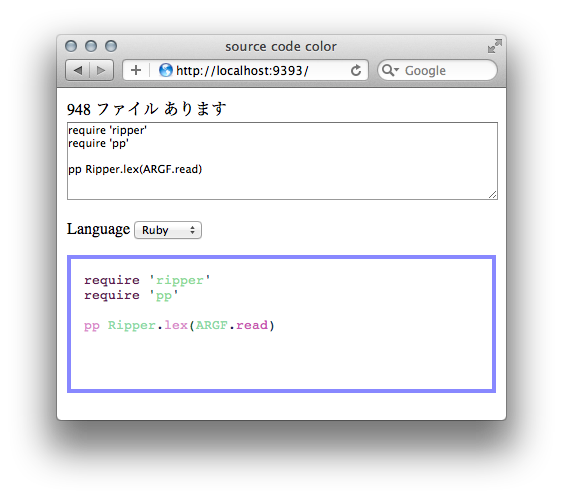 source code color
http://localhost:9393/
Google
948 ファイル あります
require 'ripper'
require 'pp'
pp Ripper.lex(ARGF.read)
Language Ruby
require 'ripper'
require 'pp'
pp Ripper.lex(ARGF.read)